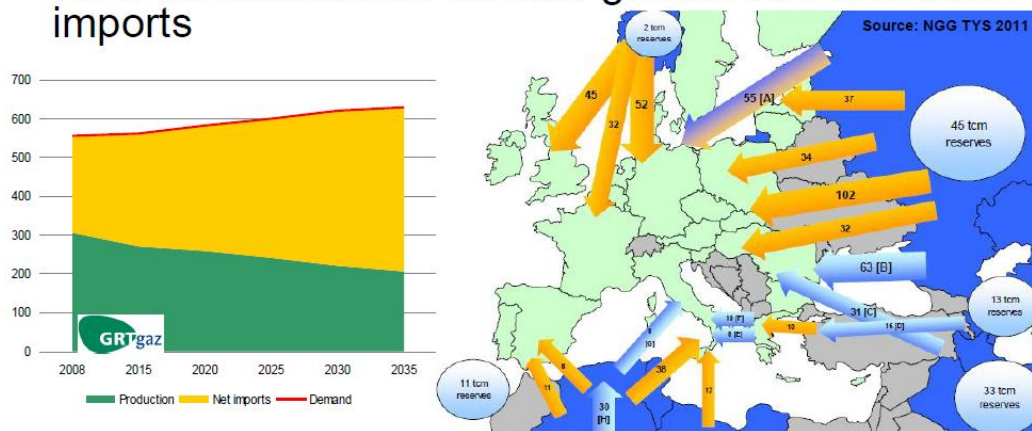 imports
Source: NGG TYS 2011
700
600
500
400
300
200
100
0
2008
2015
2020
2025
2030
2035
GRTgaz
Production
Net imports
Demand
2 tcm
reserves
45
32
52
55 [A]
37
45 tcm
reserves
34
102
32
63 [B]
31 [C]
16 [D]
13 tcm
reserves
10
8 [E]
[G]
38
12
8
11
30
[H]
11 tcm
reserves
33 tcm
reserves